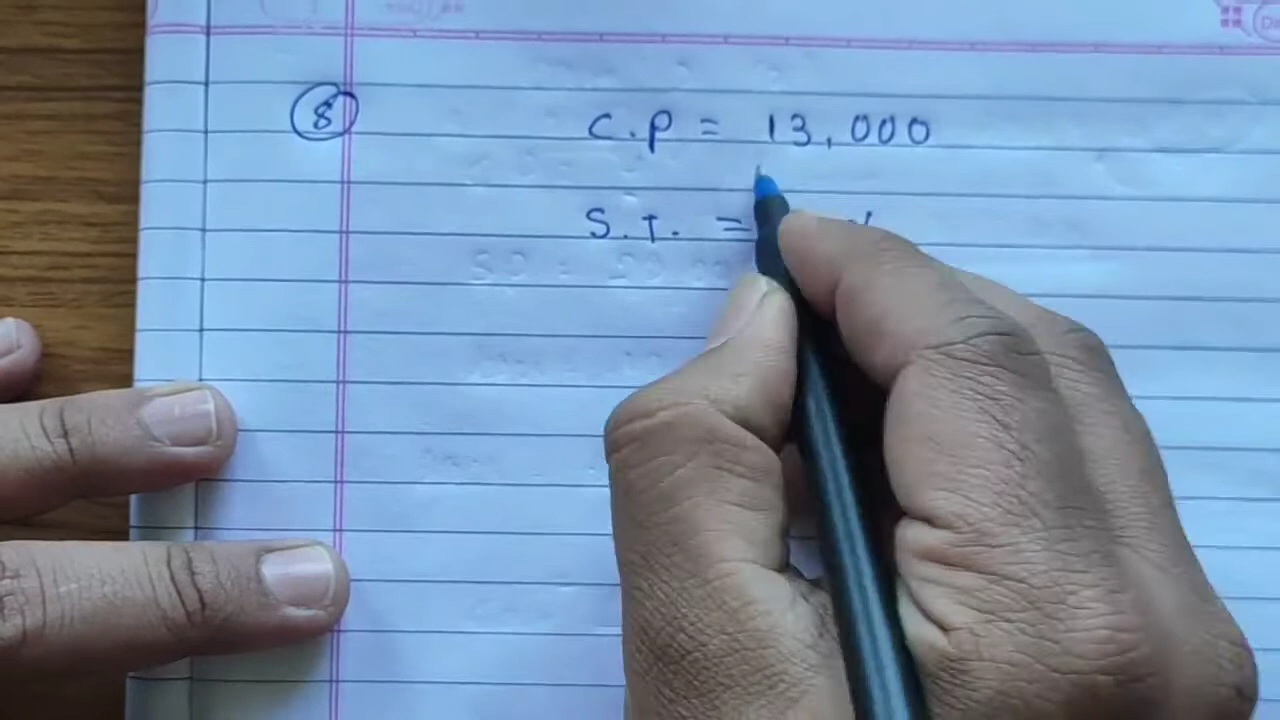 8
C.P = 13,000
S.T. =